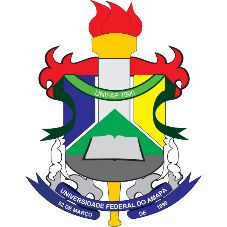 UNIFAP 1990
UNIVERSIDADE FEDERAL DO AMAPÁ
02 DE MARÇO DE 1990